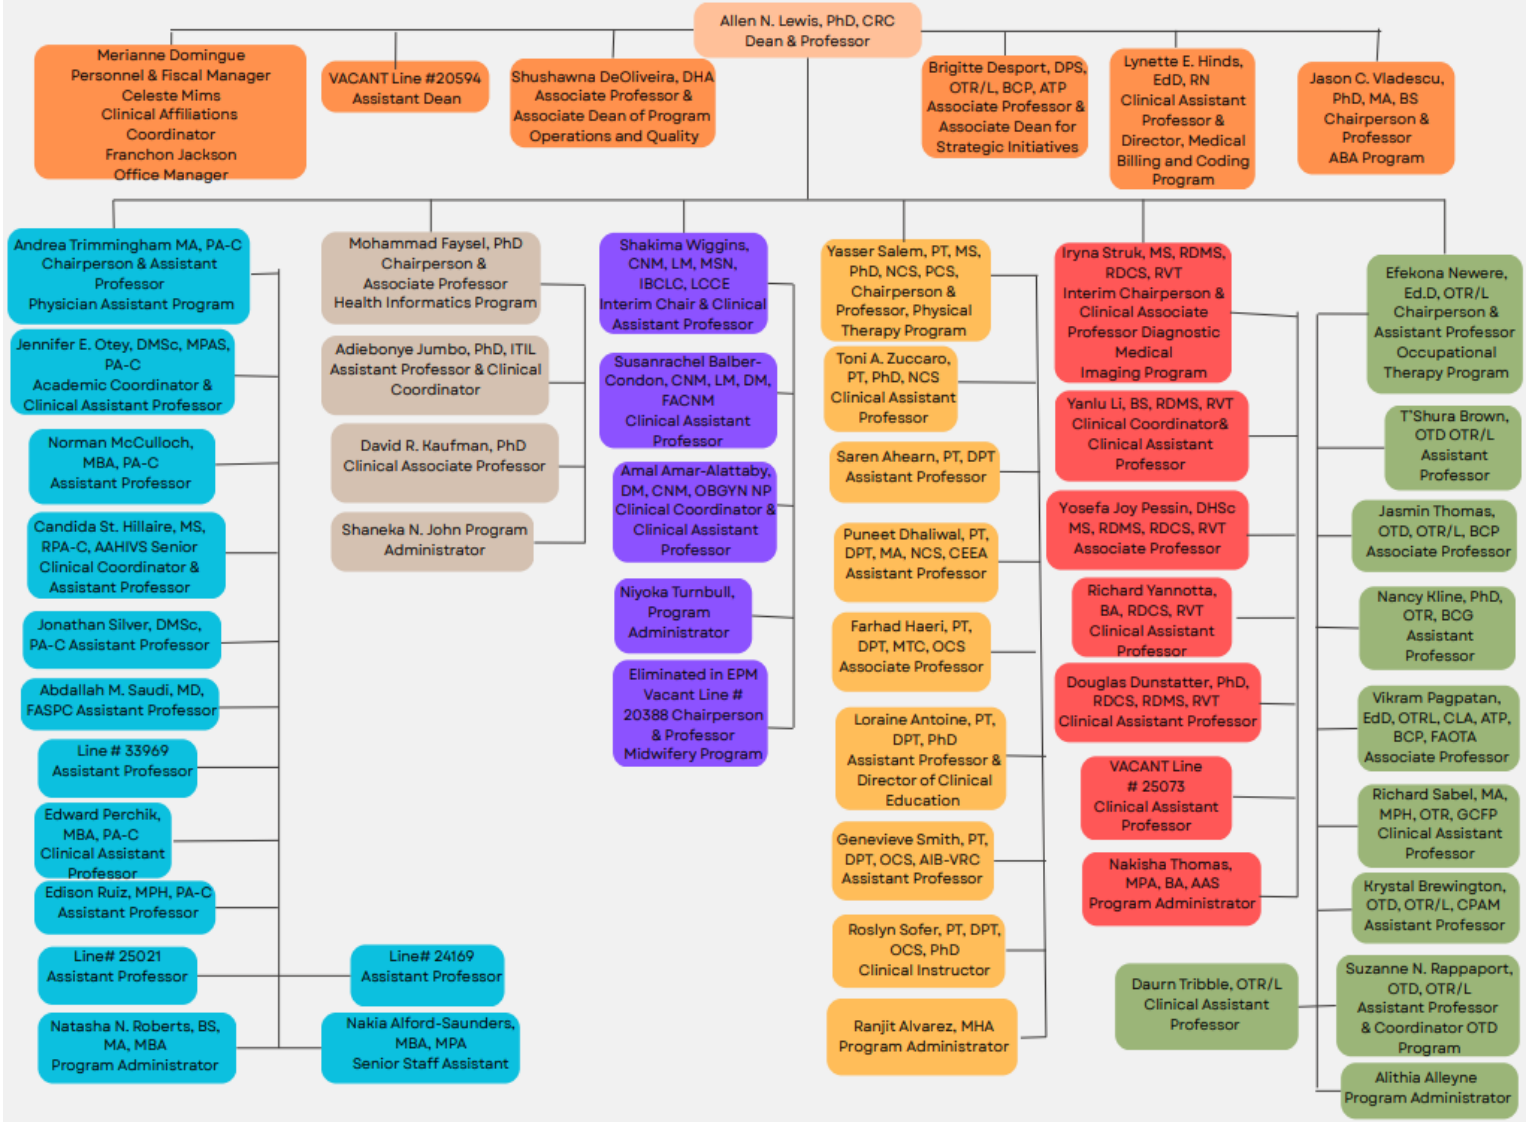 Allen N. Lewis, PhD, CRC
Dean & Professor
Merianne Domingue
Personnel & Fiscal Manager
Celeste Mims
Clinical Affiliations
Coordinator
Franchon Jackson
Office Manager
VACANT Line #20594
Assistant Dean
Shushawna DeOliveira, DHA
Associate Professor &
Associate Dean of Program
Operations and Quality
Brigitte Desport, DPS,
OTR/L, BCP, ATP
Associate Professor &
Associate Dean for
Strategic Initiatives
Lynette E. Hinds,
EdD, RN
Clinical Assistant
Professor &
Director, Medical
Billing and Coding
Program
Jason C. Vladescu,
PhD, MA, BS
Chairperson &
Professor
ABA Program
Andrea Trimmingham MA, PA-C
Chairperson & Assistant
Professor
Physician Assistant Program
Jennifer E. Otey, DMSc, MPAS,
PA-C
Academic Coordinator &
Clinical Assistant Professor
Norman McCulloch,
MBA, PA-C
Assistant Professor
Candida St. Hillaire, MS,
RPA-C, AAHIVS Senior
Clinical Coordinator &
Assistant Professor
Jonathan Silver, DMSc,
PA-C Assistant Professor
Abdallah M. Saudi, MD,
FASPC Assistant Professor
Line # 33969
Assistant Professor
Edward Perchik,
MBA, PA-C
Clinical Assistant
Professor
Edison Ruiz, MPH, PA-C
Assistant Professor
Line# 25021
Assistant Professor
Line# 24169
Assistant Professor
Natasha N. Roberts, BS,
MA, MBA
Program Administrator
Nakia Alford-Saunders,
MBA, MPA
Senior Staff Assistant
Mohammad Faysel, PhD
Chairperson &
Associate Professor
Health Informatics Program
Adiebonye Jumbo, PhD, ITIL
Assistant Professor & Clinical
Coordinator
David R. Kaufman, PhD
Clinical Associate Professor
Shaneka N. John Program
Administrator
Shakima Wiggins,
CNM, LM, MSN,
IBCLC, LCCE
Interim Chair & Clinical
Assistant Professor
Susanrachel Balber-
Condon, CNM, LM, DM,
FACNM
Clinical Assistant
Professor
Amal Amar-Alattaby,
DM, CNM, OBGYN NP
Clinical Coordinator &
Clinical Assistant
Professor
Niyoka Turnbull,
Program
Administrator
Eliminated in EPM
Vacant Line #
20388 Chairperson
& Professor
Midwifery Program
Yasser Salem, PT, MS,
PhD, NCS, PCS,
Chairperson &
Professor, Physical
Therapy Program
Toni A. Zuccaro,
PT, PhD, NCS
Clinical Assistant
Professor
Saren Ahearn, PT, DPT
Assistant Professor
Puneet Dhaliwal, PT,
DPT, MA, NCS, CEEA
Assistant Professor
Farhad Haeri, PT,
DPT, MTC, OCS
Associate Professor
Loraine Antoine, PT,
DPT, PhD
Assistant Professor &
Director of Clinical
Education
Genevieve Smith, PT,
DPT, OCS, AIB-VRC
Assistant Professor
Roslyn Sofer, PT, DPT,
OCS, PhD
Clinical Instructor
Ranjit Alvarez, MHA
Program Administrator
Iryna Struk, MS, RDMS,
RDCS, RVT
Interim Chairperson &
Clinical Associate
Professor Diagnostic
Medical
Imaging Program
Yanlu Li, BS, RDMS, RVT
Clinical Coordinator&
Clinical Assistant
Professor
Yosefa Joy Pessin, DHSc
MS, RDMS, RDCS, RVT
Associate Professor
Richard Yannotta,
BA, RDCS, RVT
Clinical Assistant
Professor
Douglas Dunstatter, PhD,
RDCS, RDMS, RVT
Clinical Assistant Professor
VACANT Line
# 25073
Clinical Assistant
Professor
Nakisha Thomas,
MPA, BA, AAS
Program Administrator
Efekona Newere,
Ed.D, OTR/L
Chairperson &
Assistant Professor
Occupational
Therapy Program
T'Shura Brown,
OTD OTR/L
Assistant
Professor
Jasmin Thomas,
OTD, OTR/L, BCP
Associate Professor
Nancy Kline, PhD,
OTR, BCG
Assistant
Professor
Vikram Pagpatan,
EdD, OTRL, CLA, ATP,
BCP, FAOTA
Associate Professor
Richard Sabel, MA,
MPH, OTR, GCFP
Clinical Assistant
Professor
Krystal Brewington,
OTD, OTR/L, CPAM
Assistant Professor
Daurn Tribble, OTR/L
Clinical Assistant
Professor
Suzanne N. Rappaport,
OTD, OTR/L
Assistant Professor
& Coordinator OTD
Program
Alithia Alleyne
Program Administrator